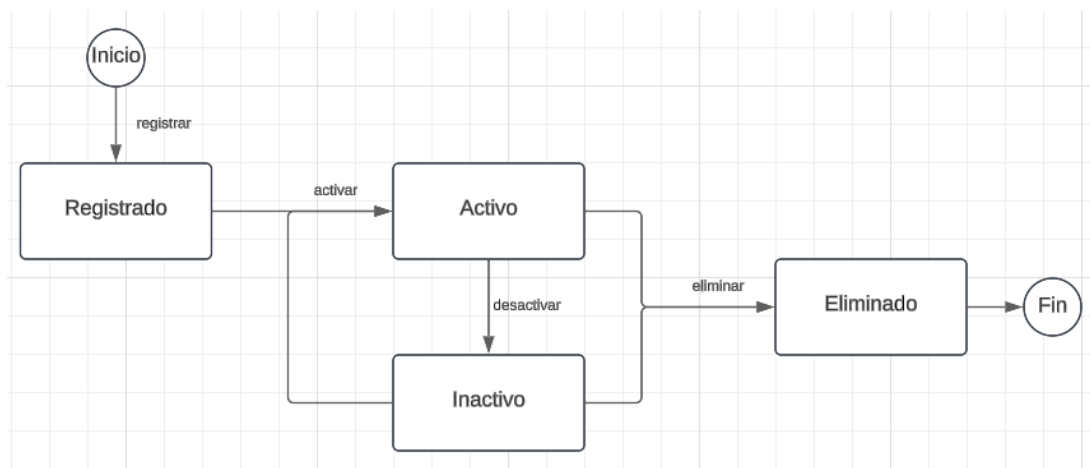 Inicio
registrar
Registrado
activar
Activo
desactivar
Inactivo
eliminar
Eliminado
Fin